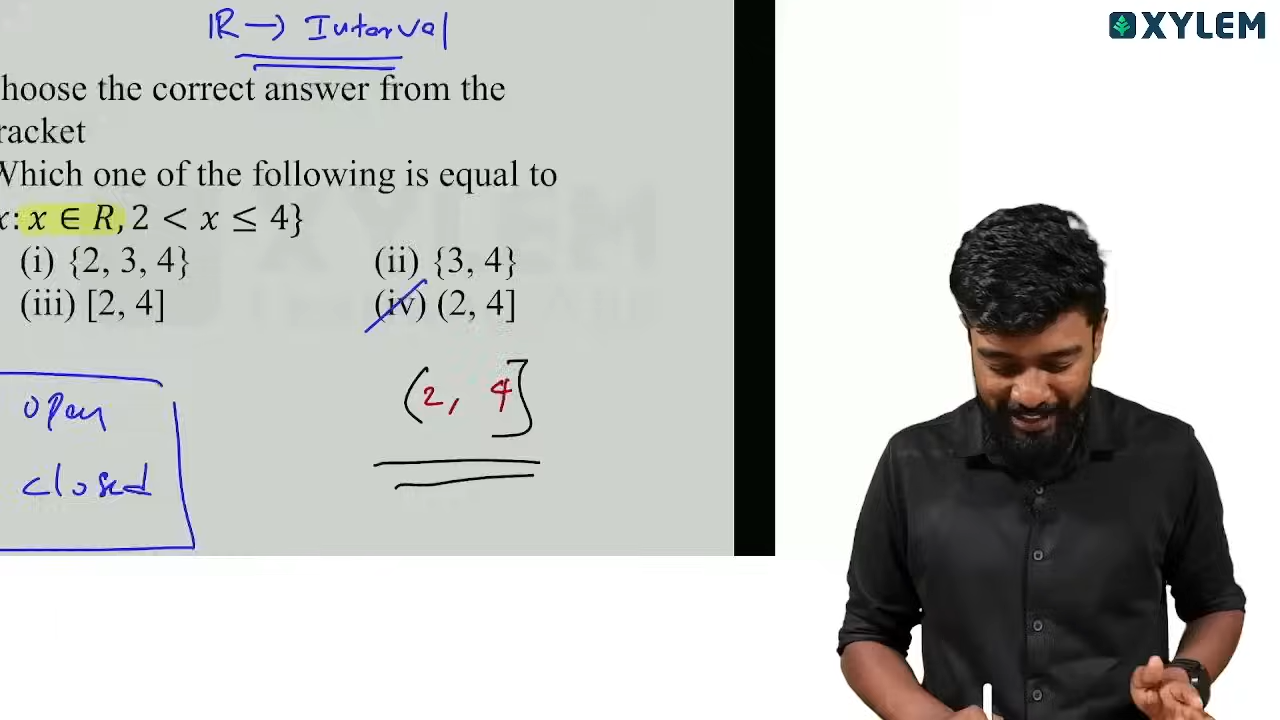 XYLEM
IR → Interval
hoose the correct answer from the
racket
Which one of the following is equal to
x: x ∈ R, 2 < x ≤ 4}
(i) {2, 3, 4} (ii) {3, 4}
(iii) [2, 4] (iv) (2, 4]
(2, 4]
open
closed